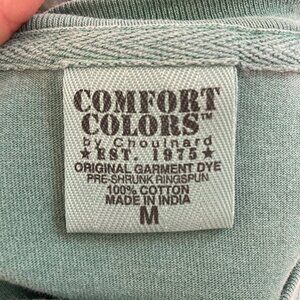 COMFORT
COLORS™
by Chouinard
★EST. 1975★
ORIGINAL GARMENT DYE
PRE-SHRUNK RINGSPUN
100% COTTON
MADE IN INDIA
M